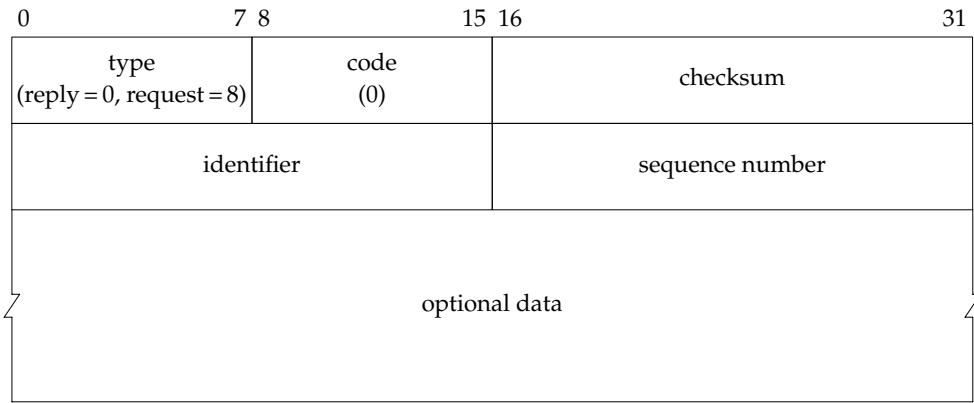 0 7 8 15 16 31
type code checksum
(reply = 0, request = 8) (0)
identifier sequence number
optional data